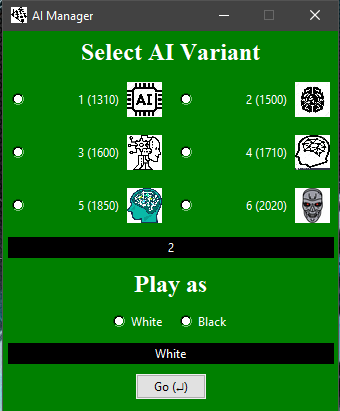 AI Manager
Select AI Variant
1 (1310) AI 2 (1500)
3 (1600) 4 (1710)
5 (1850) 6 (2020)
2
Play as
White Black
White
Go (↵)